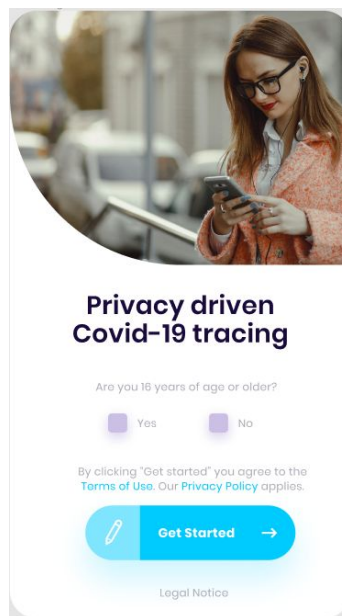 Privacy driven
Covid-19 tracing
Are you 16 years of age or older?
Yes No
By clicking "Get started" you agree to the
Terms of Use. Our Privacy Policy applies.
Get Started →
Legal Notice